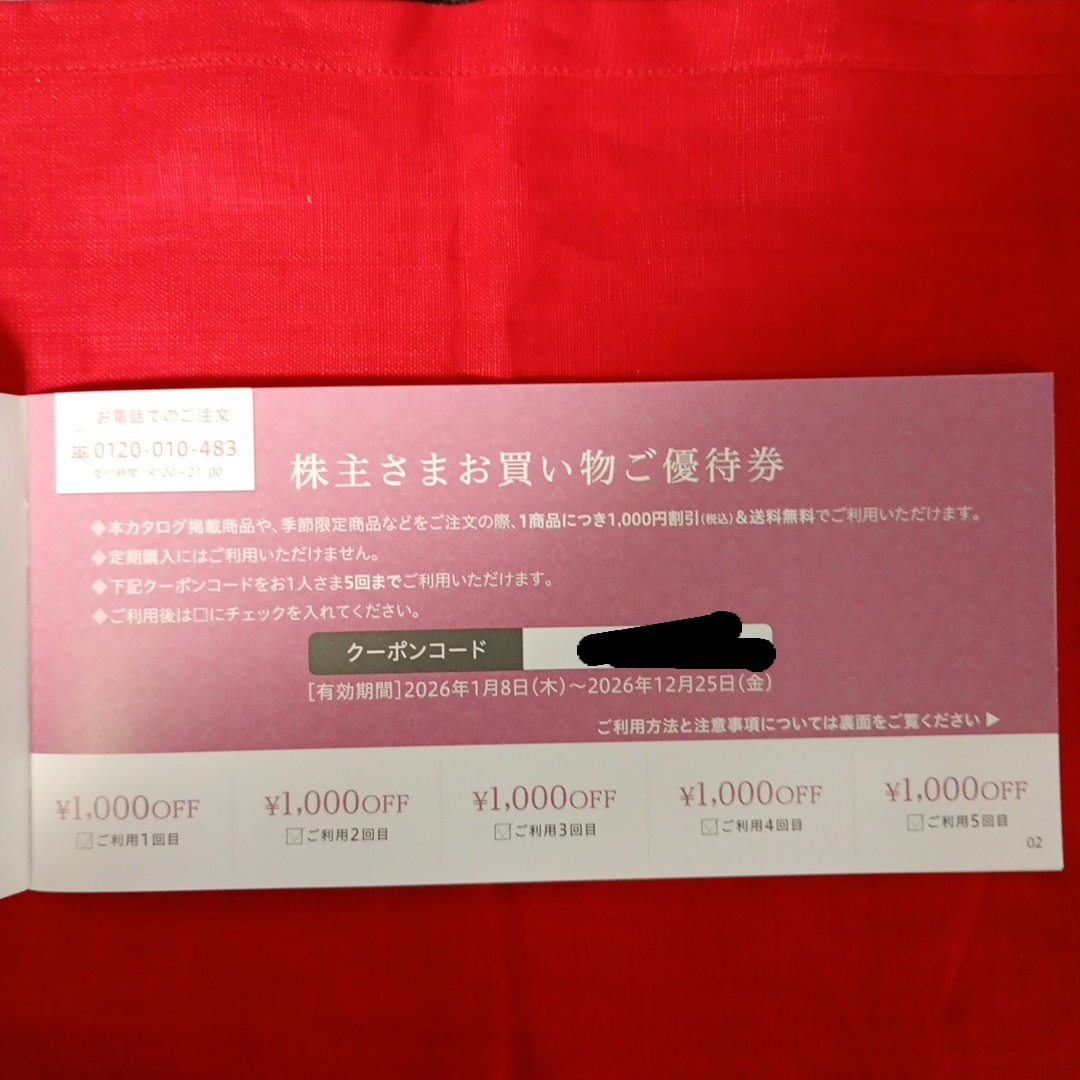 お電話でのご注文
0120-010-483
受付時間 9:00~21:00
株主さまお買い物ご優待券
◆本カタログ掲載商品や、季節限定商品などをご注文の際、1商品につき1,000円割引(税込)&送料無料でご利用いただけます。
◆定期購入にはご利用いただけません。
◆下記クーポンコードをお1人さま5回までご利用いただけます。
◆ご利用後は□にチェックを入れてください。
クーポンコード
[有効期間]2026年1月8日(木)~2026年12月25日(金)
ご利用方法と注意事項については裏面をご覧ください▶
¥1,000OFF ¥1,000OFF ¥1,000OFF ¥1,000OFF ¥1,000OFF
☑ご利用1回目 ☑ご利用2回目 ☑ご利用3回目 ☑ご利用4回目 ☑ご利用5回目
02